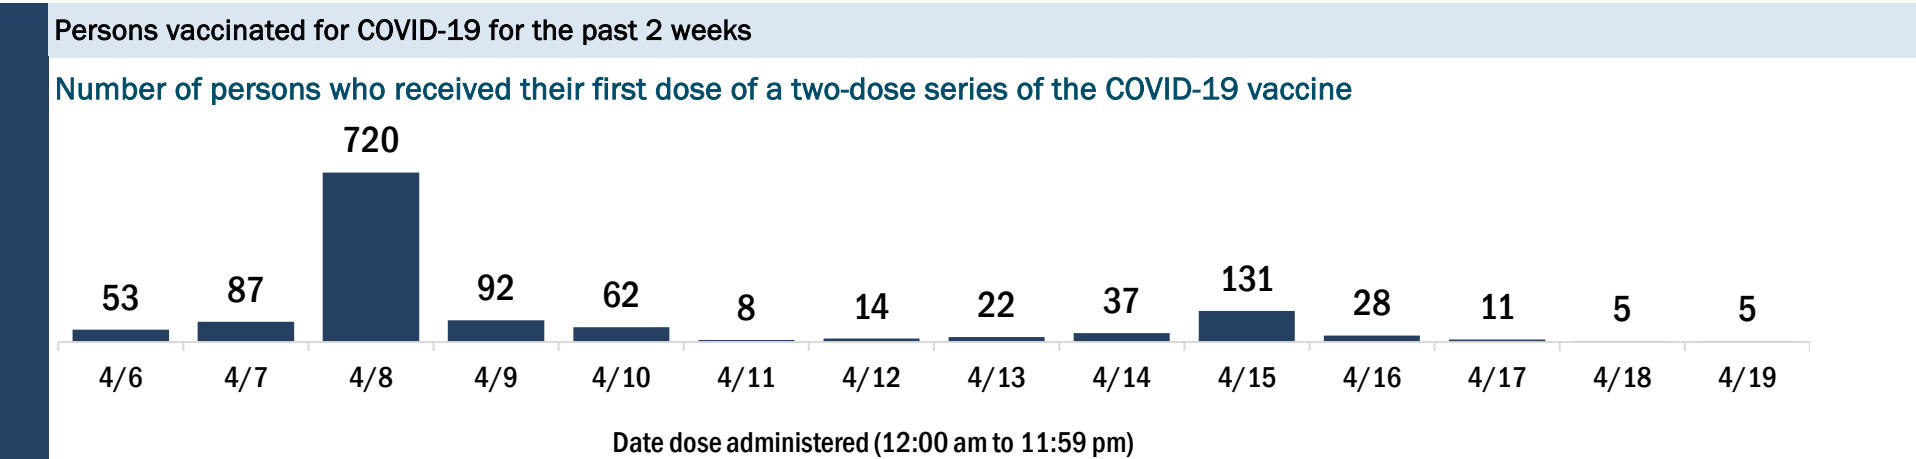 Persons vaccinated for COVID-19 for the past 2 weeks
Number of persons who received their first dose of a two-dose series of the COVID-19 vaccine
53 87 720 92 62 8 14 22 37 131 28 11 5 5
4/6 4/7 4/8 4/9 4/10 4/11 4/12 4/13 4/14 4/15 4/16 4/17 4/18 4/19
Date dose administered (12:00 am to 11:59 pm)